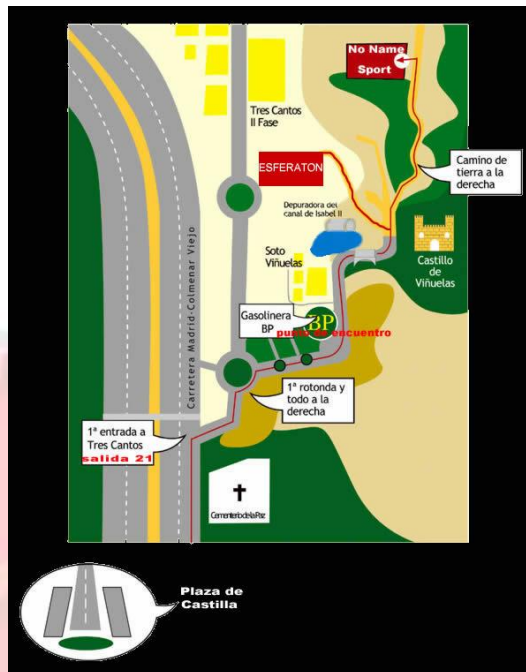 No Name
Sport
Tres Cantos
II Fase
ESFERATON
Camino de
tierra a la
derecha
Depuradora del
canal de Isabel II
Soto
Viñuelas
Castillo
de
Viñuelas
Carretera Madrid-Colmenar Viejo
Gasolinera
BP
BP
punto de encuentro
1ª rotonda y
todo a la
derecha
1ª entrada a
Tres Cantos
salida 21
Cementerio de la Paz
Plaza de
Castilla